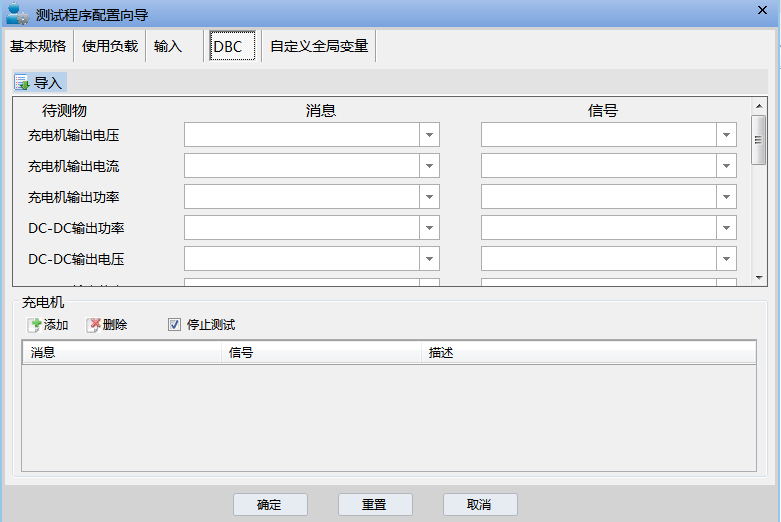 测试程序配置向导
基本规格 使用负载 输入 DBC 自定义全局变量
导入
待测物 消息 信号
充电机输出电压
充电机输出电流
充电机输出功率
DC-DC输出功率
DC-DC输出电压
充电机
添加 删除 停止测试
消息 信号 描述
确定 重置 取消